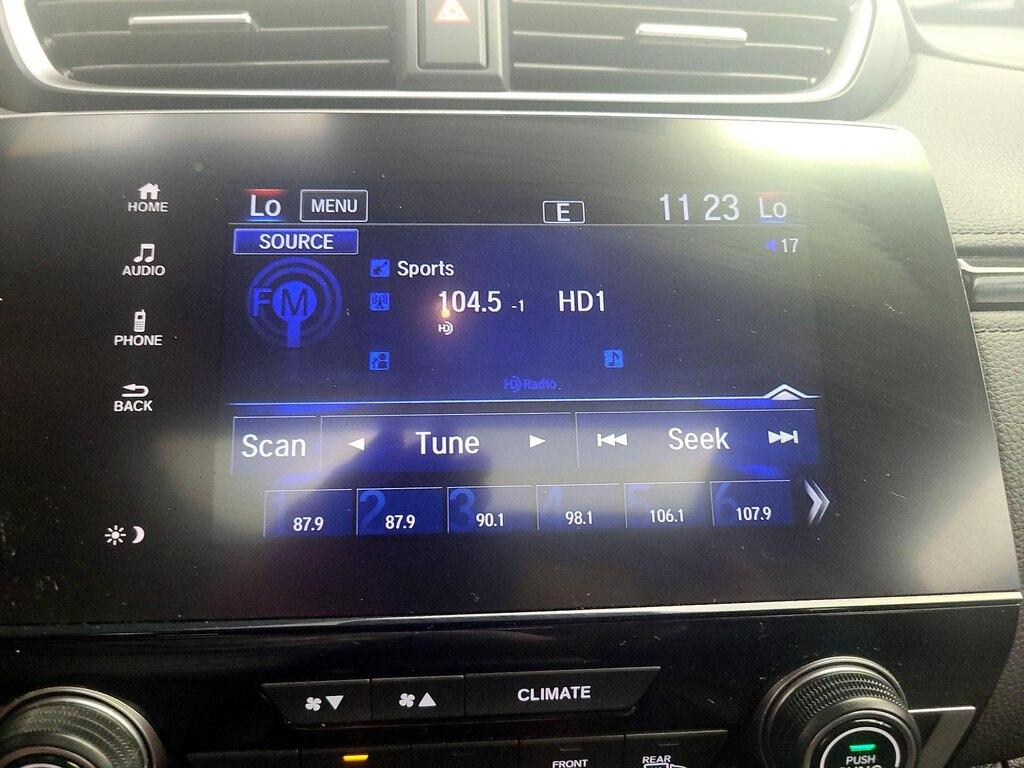 HOME
AUDIO
PHONE
BACK
Lo MENU E 11 23 Lo
SOURCE 17
FM
Sports
104.5 -1 HD1
HD
HD Radio
Scan Tune Seek
1 87.9 2 87.9 3 90.1 4 98.1 5 106.1 6 107.9
CLIMATE
FRONT
REAR
PUSH